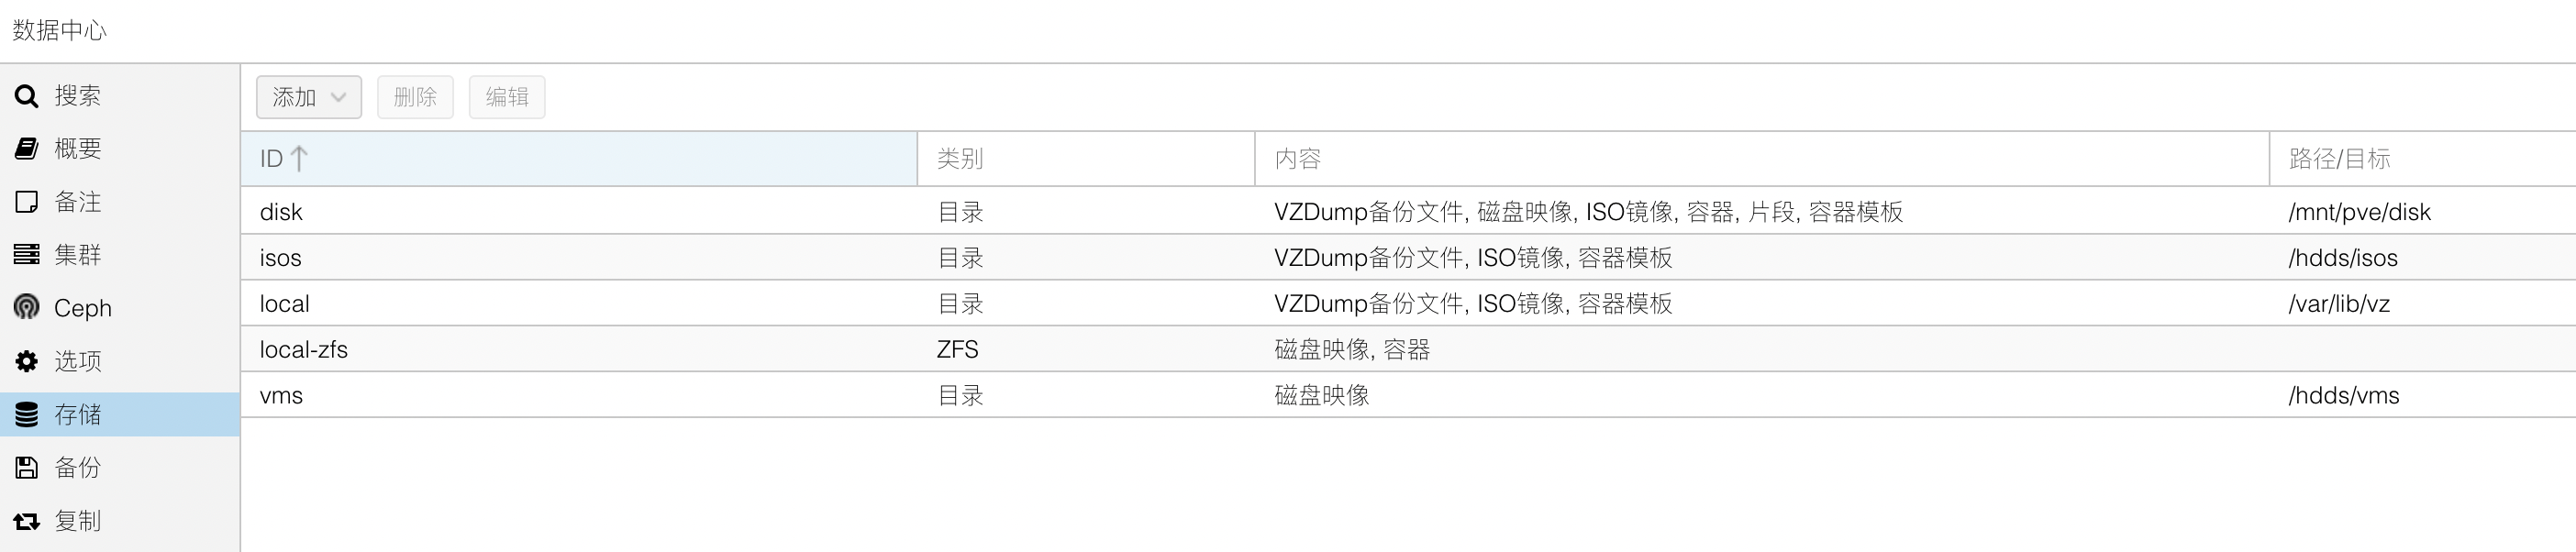 数据中心
搜索
概要
备注
集群
Ceph
选项
存储
备份
复制
添加 删除 编辑
ID 类别 内容 路径/目标
disk 目录 VZDump备份文件, 磁盘映像, ISO镜像, 容器, 片段, 容器模板 /mnt/pve/disk
isos 目录 VZDump备份文件, ISO镜像, 容器模板 /hdds/isos
local 目录 VZDump备份文件, ISO镜像, 容器模板 /var/lib/vz
local-zfs ZFS 磁盘映像, 容器
vms 目录 磁盘映像 /hdds/vms